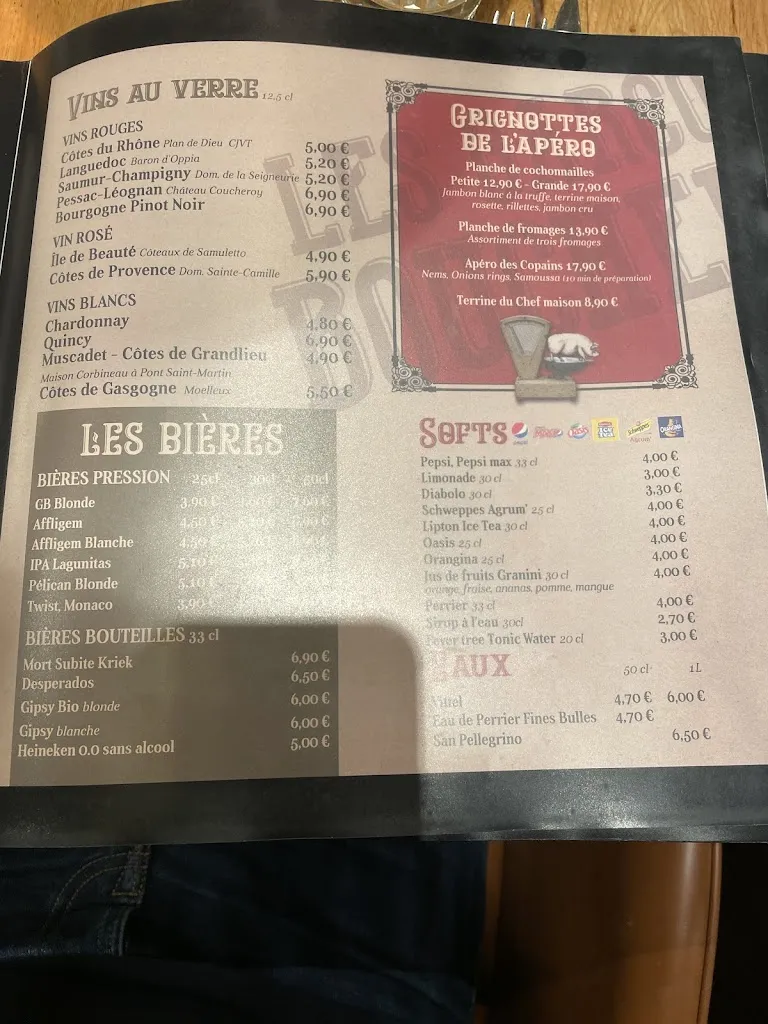 VINS AU VERRE 12.5 cl
VINS ROUGES
Côtes du Rhône Plan de Dieu CJVT 5,00 €
Languedoc Baron d'Oppia 5,20 €
Saumur-Champigny Dom. de la Seigneurie 5,20 €
Pessac-Léognan Château Coucheroy 6,90 €
Bourgogne Pinot Noir 6,90 €
VIN ROSÉ
Île de Beauté Côteaux de Samuletto 4,90 €
Côtes de Provence Dom. Sainte-Camille 5,90 €
VINS BLANCS
Chardonnay 4,80 €
Quincy 6,90 €
Muscadet - Côtes de Grandlieu 4,90 €
Maison Corbineau à Pont Saint-Martin
Côtes de Gasgogne Moelleux 5,50 €
LES BIÈRES
BIÈRES PRESSION 25cl 50cl
GB Blonde 3,90 €
Affligem 4,50 €
Affligem Blanche 4,50
IPA Lagunitas 5,10
Pélican Blonde 5,10
Twist, Monaco 3,90
BIÈRES BOUTEILLES 33 cl
Mort Subite Kriek 6,90 €
Desperados 6,50 €
Gipsy Bio blonde 6,00 €
Gipsy blanche 6,00 €
Heineken 0.0 sans alcool 5,00 €
GRIGNOTTES
DE L'APÉRO
Planche de cochonnailles
Petite 12,90 € - Grande 17,90 €
Jambon blanc à la truffe, terrine maison,
rosette, rillettes, jambon cru
Planche de fromages 13,90 €
Assortiment de trois fromages
Apéro des Copains 17,90 €
Nems, Onions rings, Samoussa (10 min de préparation)
Terrine du Chef maison 8,90 €
SOFTS
Pepsi, Pepsi max 33 cl 4,00 €
Limonade 30 cl 3,00 €
Diabolo 30 cl 3,30 €
Schweppes Agrum' 25 cl 4,00 €
Lipton Ice Tea 30 cl 4,00 €
Oasis 25 cl 4,00 €
Orangina 25 cl 4,00 €
Jus de fruits Granini 30 cl 4,00 €
orange, fraise, ananas, pomme, mangue
Perrier 33 cl 4,00 €
Sirop à l'eau 30cl 2,70 €
Fever tree Tonic Water 20 cl 3,00 €
EAUX 50 cl 1L
Vittel 4,70 € 6,00 €
Eau de Perrier Fines Bulles 4,70 €
San Pellegrino 6,50 €